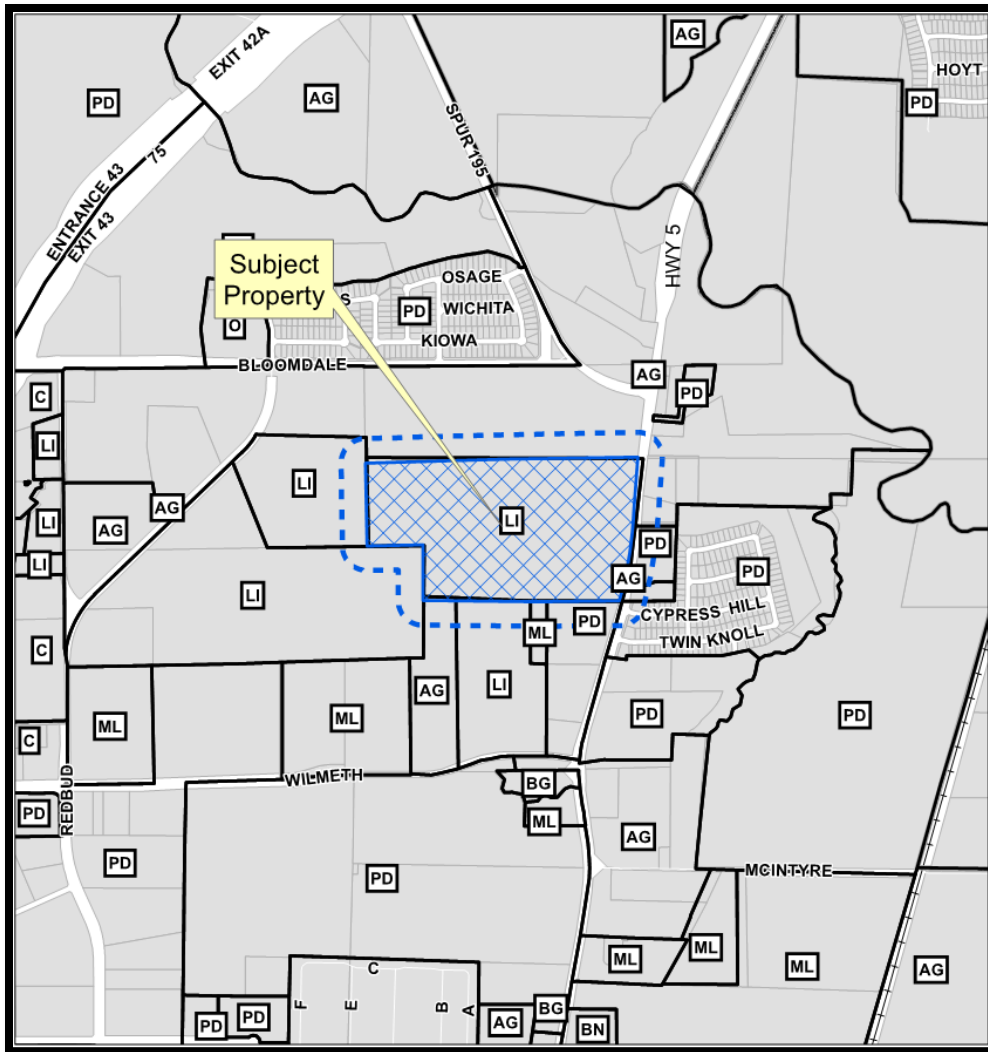 AG
EXIT 42A
HOYT
PD
AG
PD
SPUR 195
75
ENTRANCE 43
EXIT 43
HWY 5
Subject
Property
OSAGE
S
PD
WICHITA
O
KIOWA
BLOOMDALE
AG
PD
C
LI
LI
AG
LI
LI
AG
PD
LI
PD
AG
LI
CYPRESS HILL
PD
ML
TWIN KNOLL
C
AG
LI
PD
PD
ML
ML
C
WILMETH
BG
PD
ML
REDBUD
AG
PD
MCINTYRE
PD
ML
ML
ML
AG
C
F
E
B
A
BG
PD
PD
AG
BN